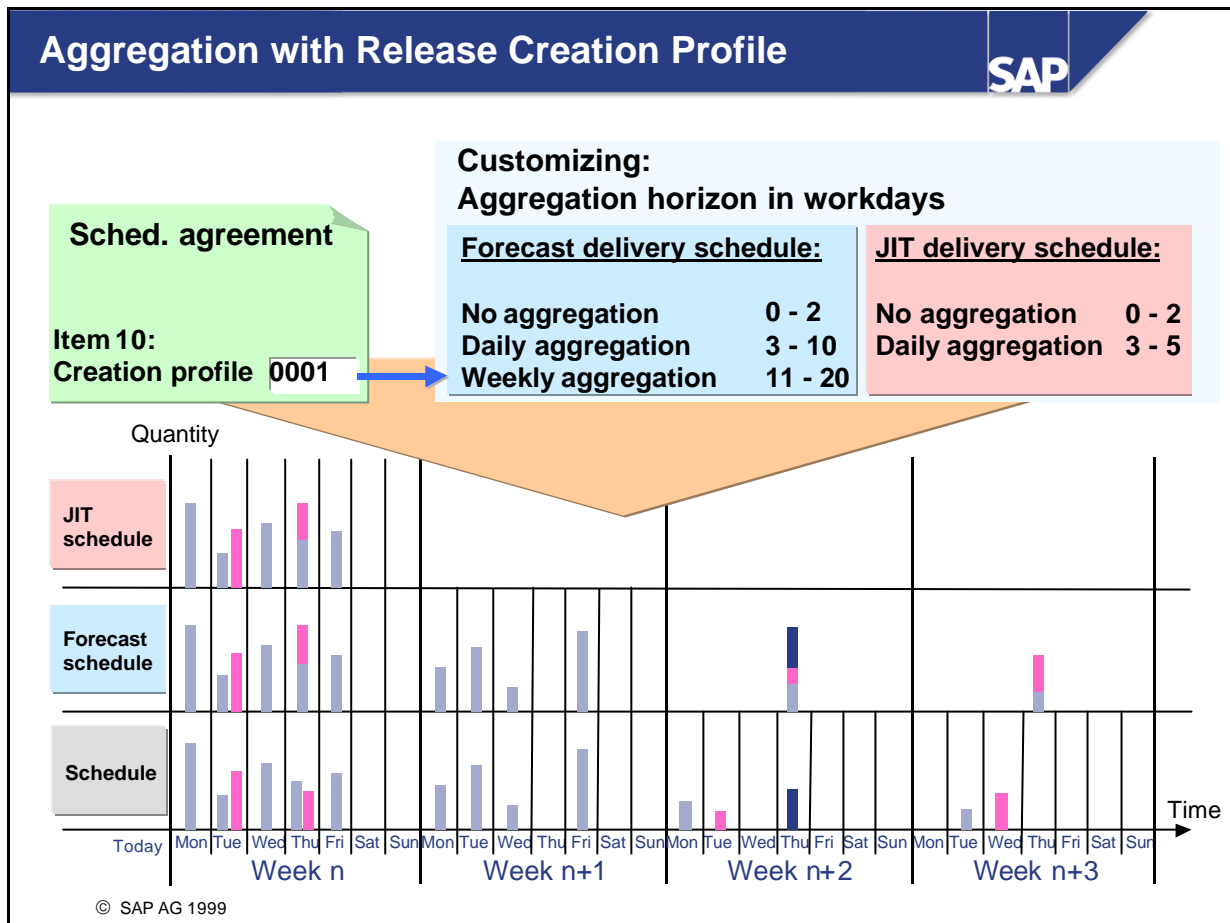 Aggregation with Release Creation Profile
SAP
Customizing:
Aggregation horizon in workdays
Sched. agreement
Item 10:
Creation profile 0001
Forecast delivery schedule:
No aggregation 0 - 2
Daily aggregation 3 - 10
Weekly aggregation 11 - 20
JIT delivery schedule:
No aggregation 0 - 2
Daily aggregation 3 - 5
Quantity
JIT
schedule
Forecast
schedule
Schedule
Time
Today
Mon Tue Wed Thu Fri Sat Sun Mon Tue Wed Thu Fri Sat Sun Mon Tue Wed Thu Fri Sat Sun Mon Tue Wed Thu Fri Sat Sun
Week n Week n+1 Week n+2 Week n+3
© SAP AG 1999